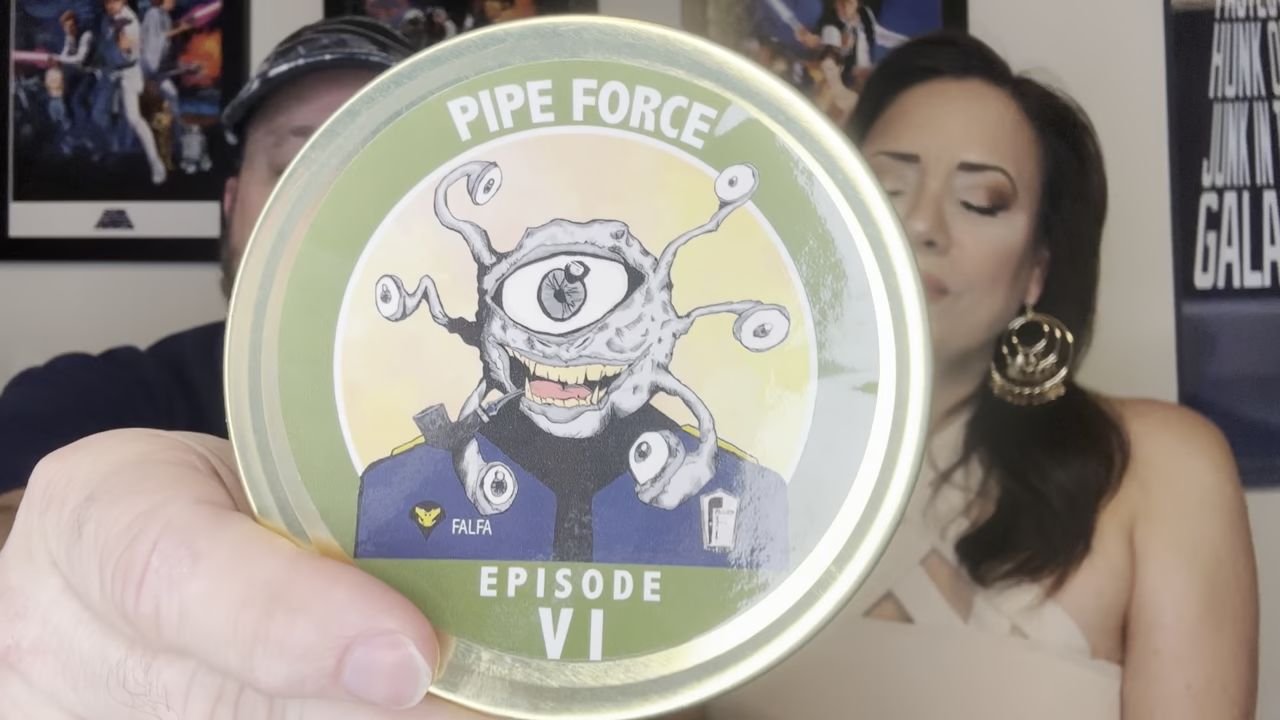 PIPE FORCE
FALFA
EPISODE
VI
HUNK O
JUNK IN
GALA